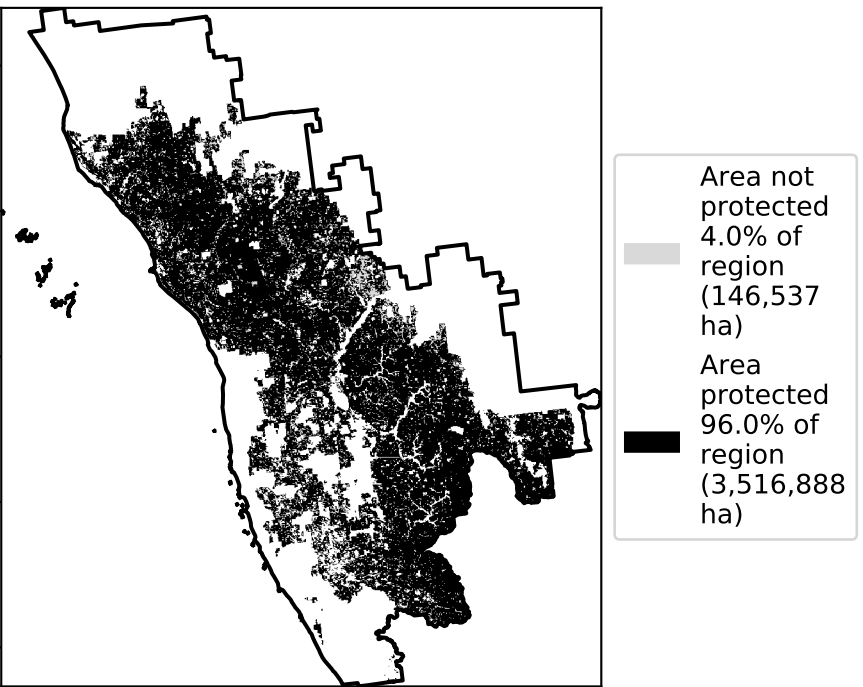 Area not
protected
4.0% of
region
(146,537
ha)
Area
protected
96.0% of
region
(3,516,888
ha)